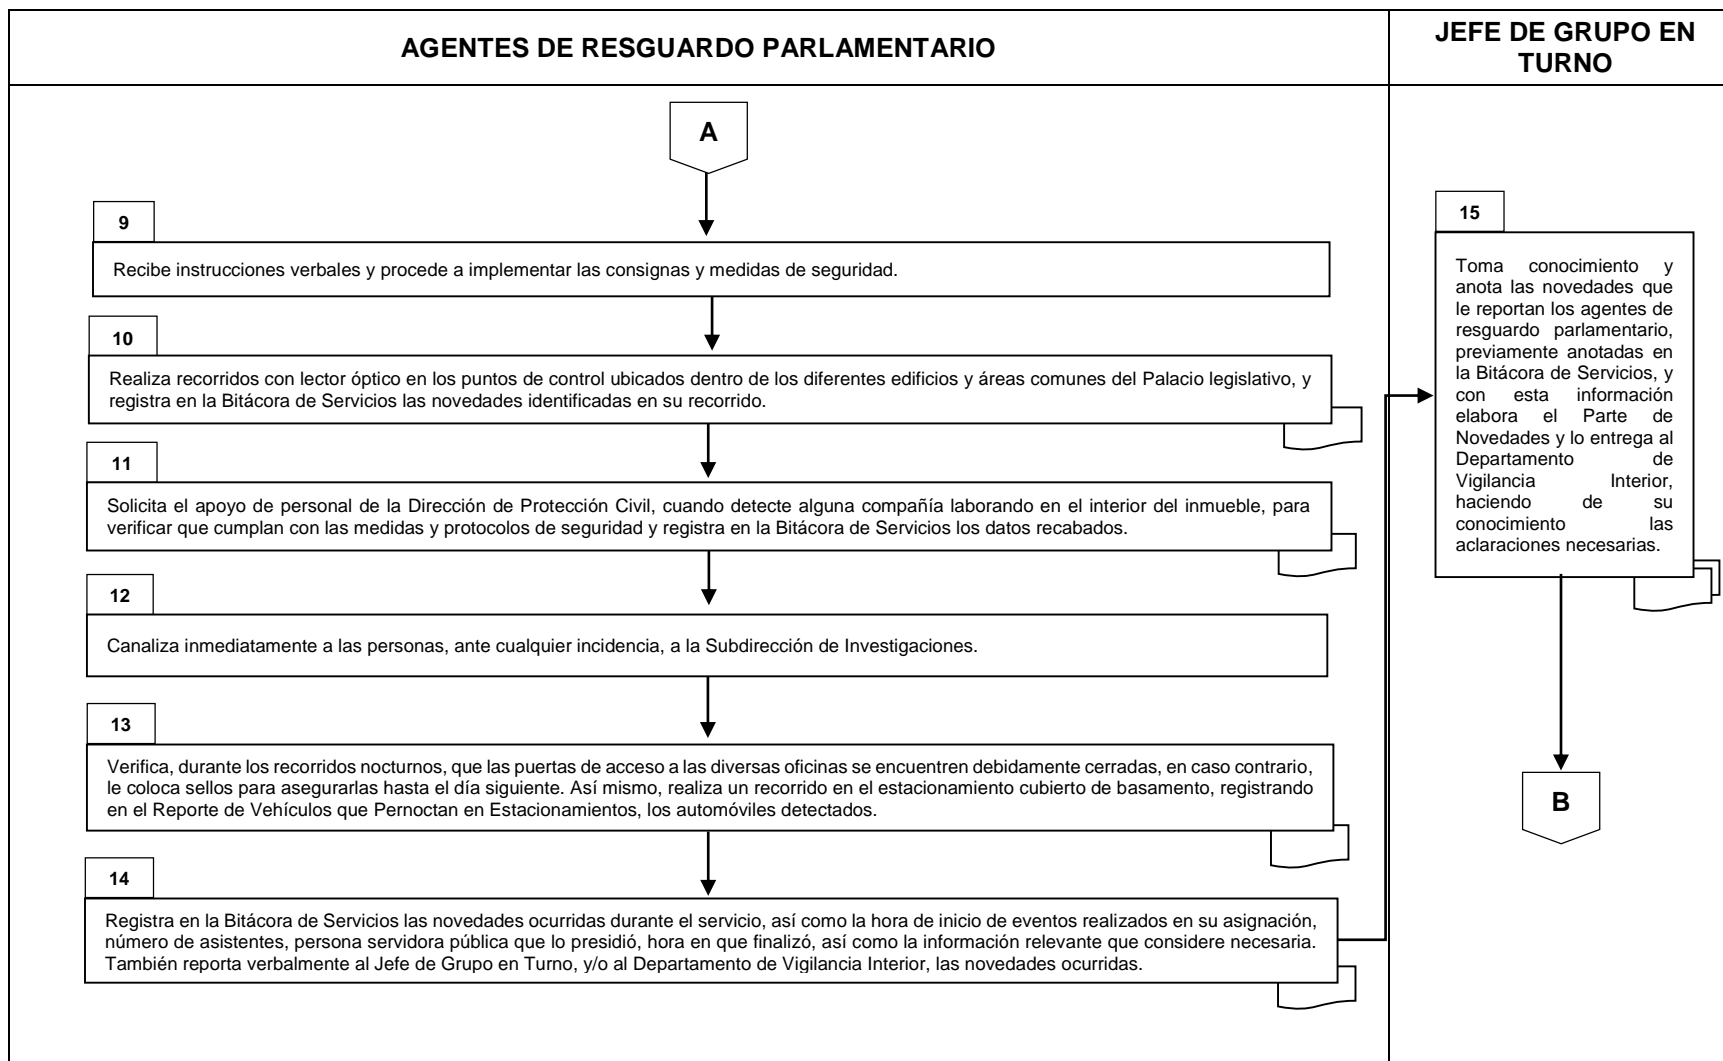 AGENTES DE RESGUARDO PARLAMENTARIO
JEFE DE GRUPO EN
TURNO
A
9
Recibe instrucciones verbales y procede a implementar las consignas y medidas de seguridad.
10
Realiza recorridos con lector óptico en los puntos de control ubicados dentro de los diferentes edificios y áreas comunes del Palacio legislativo, y
registra en la Bitácora de Servicios las novedades identificadas en su recorrido.
11
Solicita el apoyo de personal de la Dirección de Protección Civil, cuando detecte alguna compañía laborando en el interior del inmueble, para
verificar que cumplan con las medidas y protocolos de seguridad y registra en la Bitácora de Servicios los datos recabados.
12
Canaliza inmediatamente a las personas, ante cualquier incidencia, a la Subdirección de Investigaciones.
13
Verifica, durante los recorridos nocturnos, que las puertas de acceso a las diversas oficinas se encuentren debidamente cerradas, en caso contrario,
le coloca sellos para asegurarlas hasta el día siguiente. Así mismo, realiza un recorrido en el estacionamiento cubierto de basamento, registrando
en el Reporte de Vehículos que Pernoctan en Estacionamientos, los automóviles detectados.
14
Registra en la Bitácora de Servicios las novedades ocurridas durante el servicio, así como la hora de inicio de eventos realizados en su asignación,
número de asistentes, persona servidora pública que lo presidió, hora en que finalizó, así como la información relevante que considere necesaria.
También reporta verbalmente al Jefe de Grupo en Turno, y/o al Departamento de Vigilancia Interior, las novedades ocurridas.
15
Toma conocimiento y
anota las novedades que
le reportan los agentes de
resguardo parlamentario,
previamente anotadas en
la Bitácora de Servicios, y
con esta información
elabora el Parte de
Novedades y lo entrega al
Departamento de
Vigilancia Interior,
haciendo de su
conocimiento las
aclaraciones necesarias.
B